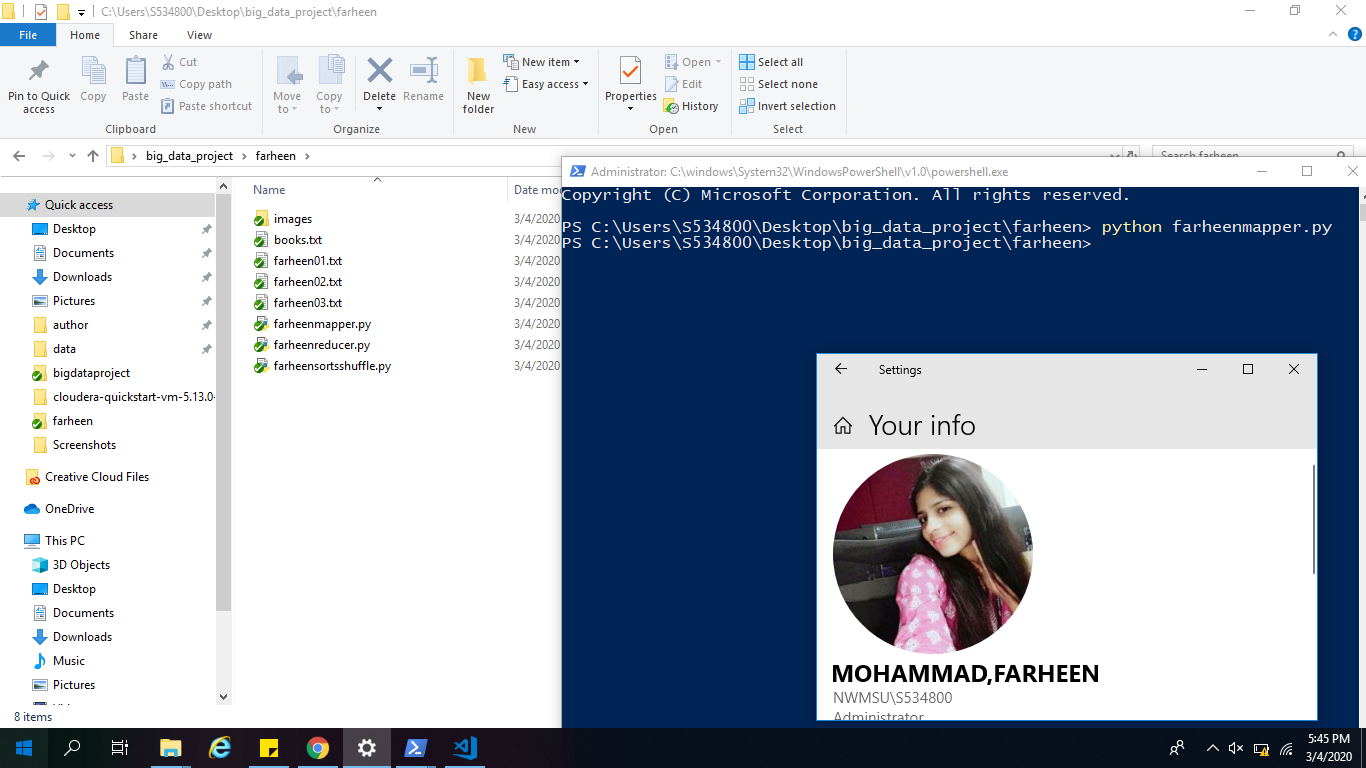 C:\Users\S534800\Desktop\big_data_project\farheen
File Home Share View
Pin to Quick access
Copy
Paste
Cut
Copy path
Paste shortcut
Clipboard
Move to
Copy to
Delete
Rename
Organize
New folder
New item
Easy access
New
Properties
Open
Edit
History
Open
Select all
Select none
Invert selection
Select
big_data_project > farheen >
Search farheen
Quick access
Desktop
Documents
Downloads
Pictures
author
data
bigdataproject
cloudera-quickstart-vm-5.13.0-
farheen
Screenshots
Creative Cloud Files
OneDrive
This PC
3D Objects
Desktop
Documents
Downloads
Music
Pictures
8 items
Name Date mo
images 3/4/2020
books.txt 3/4/2020
farheen01.txt 3/4/2020
farheen02.txt 3/4/2020
farheen03.txt 3/4/2020
farheenmapper.py 3/4/2020
farheenreducer.py 3/4/2020
farheensortsshuffle.py 3/4/2020
Administrator: C:\windows\System32\WindowsPowerShell\v1.0\powershell.exe
Copyright (C) Microsoft Corporation. All rights reserved.
PS C:\Users\S534800\Desktop\big_data_project\farheen> python farheenmapper.py
PS C:\Users\S534800\Desktop\big_data_project\farheen>
Settings
Your info
MOHAMMAD,FARHEEN
NWMSU\S534800
Administrator
5:45 PM
3/4/2020